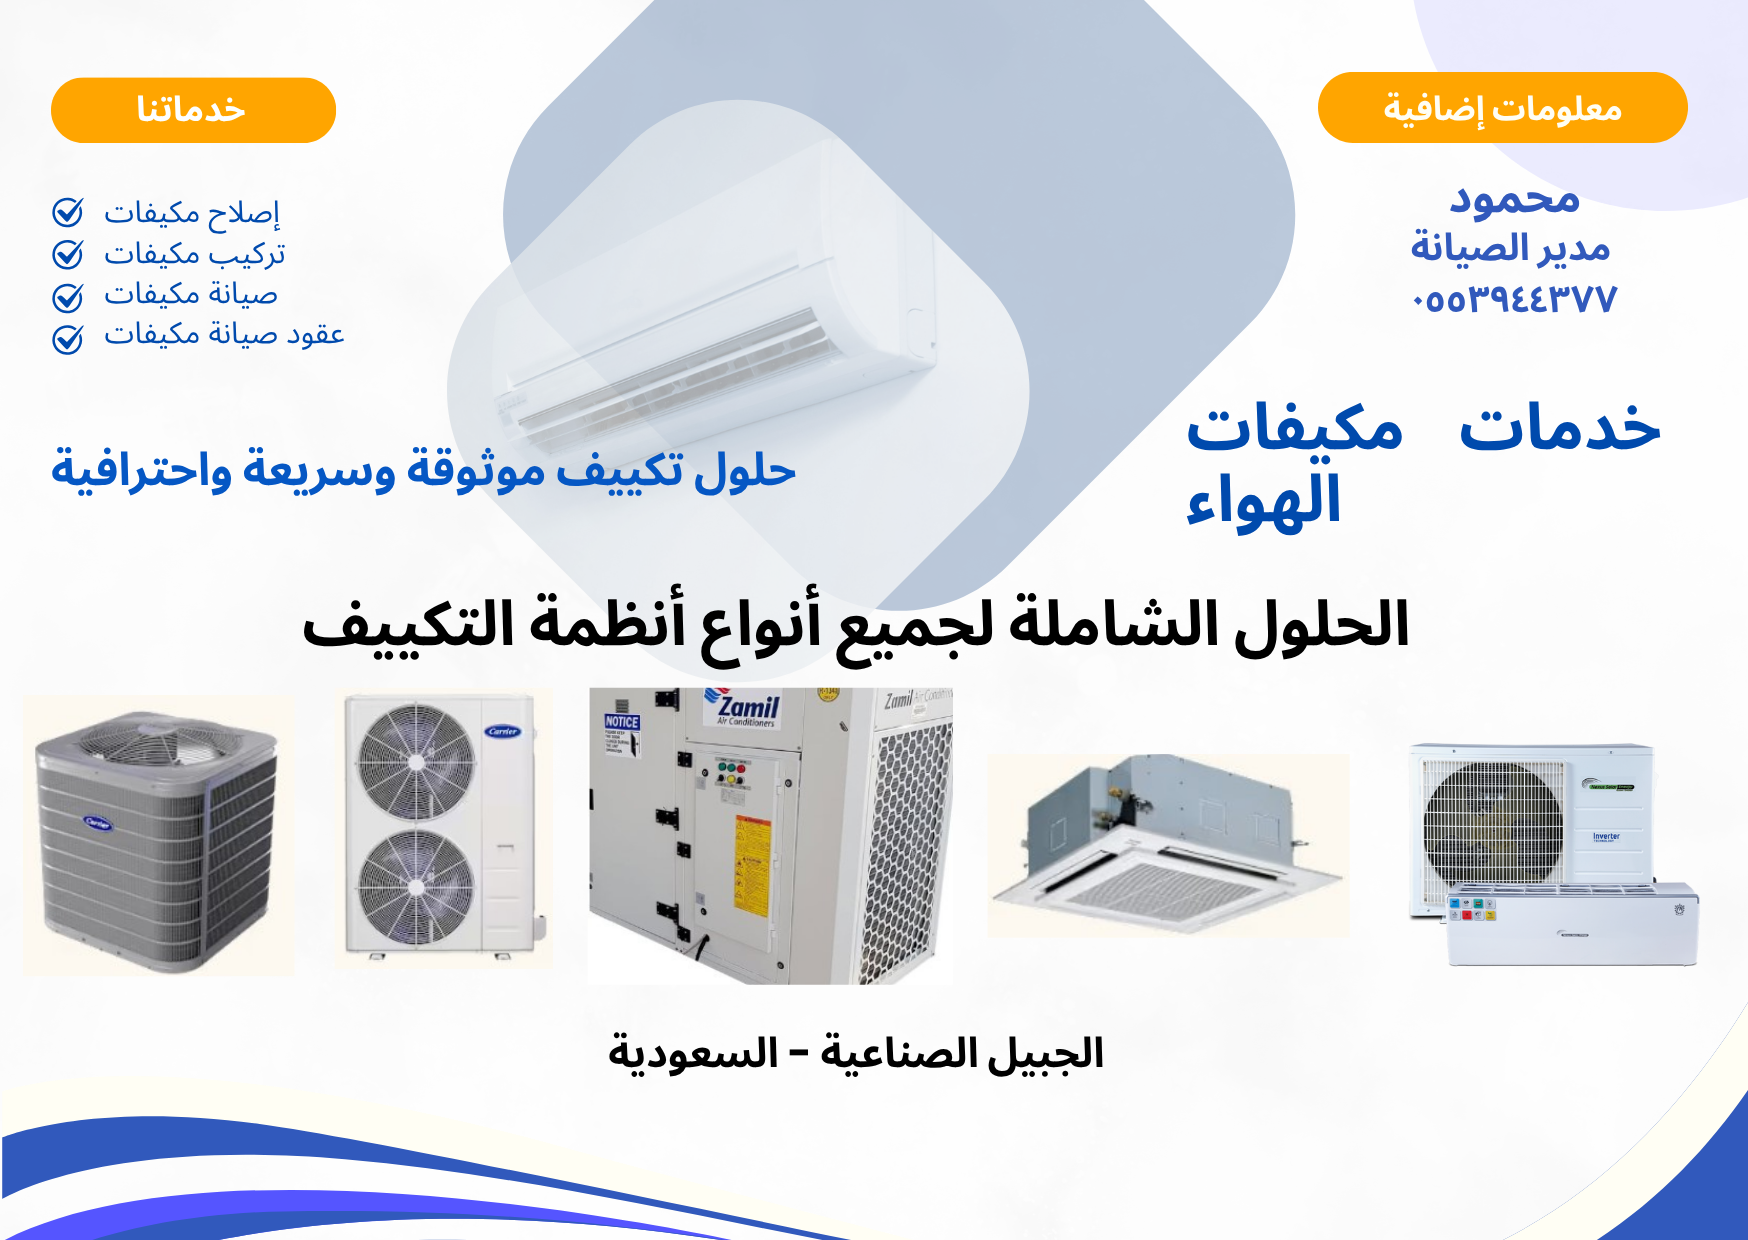 معلومات إضافية
محمود
مدير الصيانة
٠٥٥٣٩٤٤٣٧٧
خدماتنا
إصلاح مكيفات
تركيب مكيفات
صيانة مكيفات
عقود صيانة مكيفات
خدمات مكيفات
الهواء
حلول تكييف موثوقة وسريعة واحترافية
الحلول الشاملة لجميع أنواع أنظمة التكييف
Carrier
Carrier
NOTICE
Zamil
Air Conditioners
Zamil Air Conditioners
Inverter
الجبيل الصناعية – السعودية